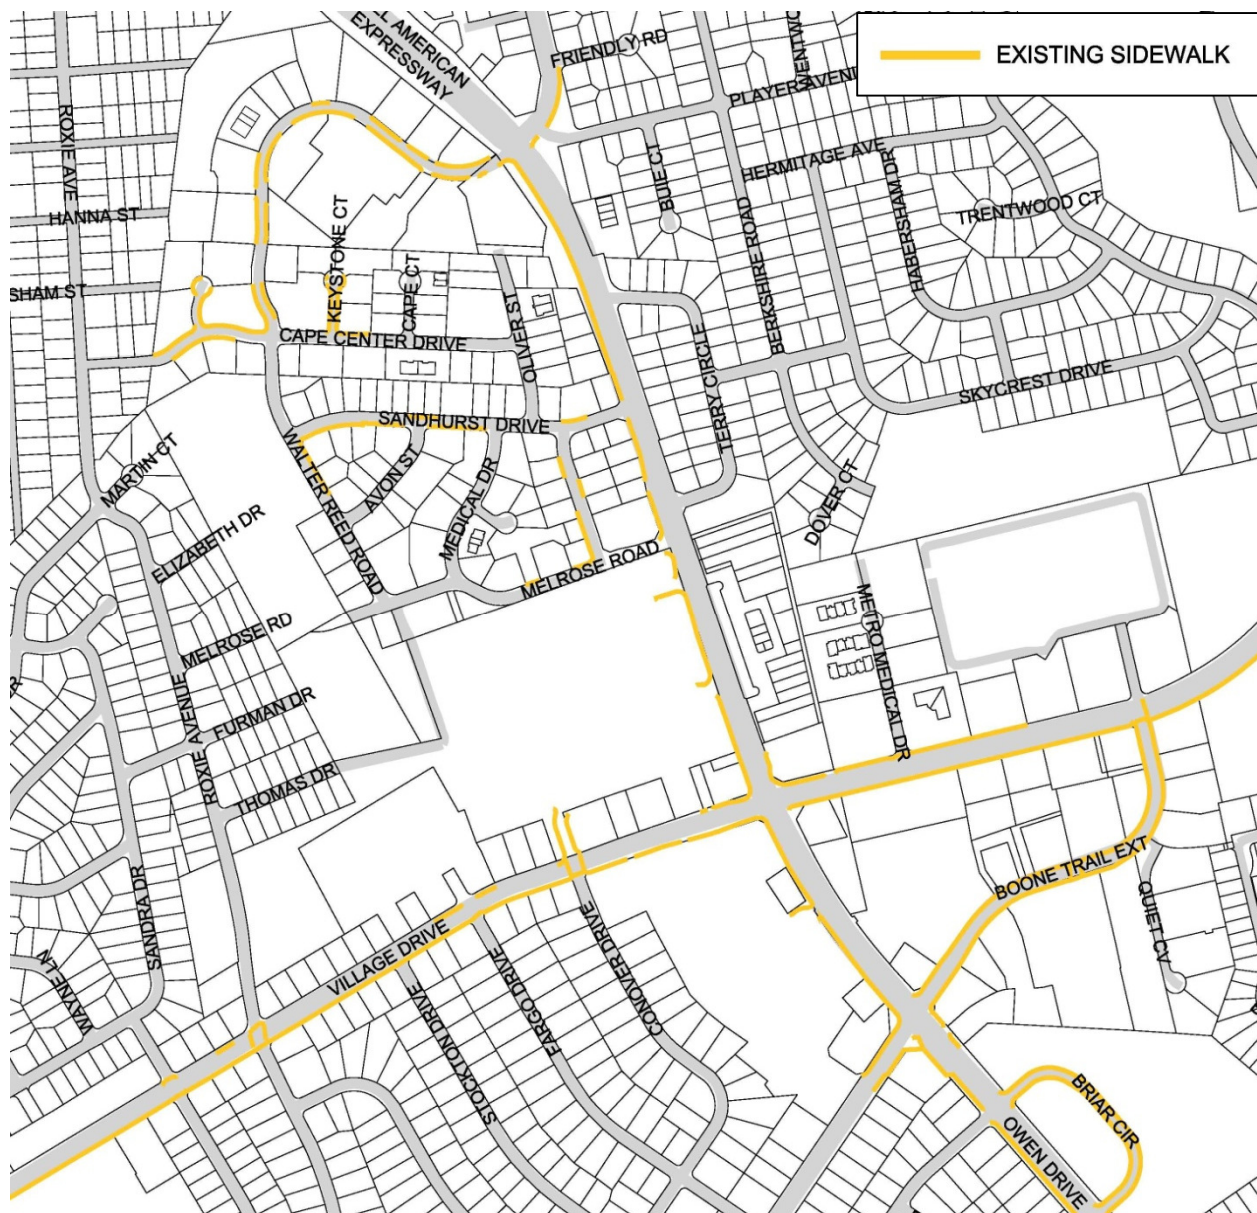 EXISTING SIDEWALK
ALL AMERICAN
EXPRESSWAY
FRIENDLY RD
PLAYER AVENUE
ROXIE AVE
HERMITAGE AVE
HABERSHAM DR
BUIE CT
TRENTWOOD CT
HANNA ST
KEYSTONE CT
CAPE CT
BERKSHIRE ROAD
SHAM ST
CAPE CENTER DRIVE
OLIVER ST
TERRY CIRCLE
SKYCREST DRIVE
SANDHURST DRIVE
MARTIN CT
WALTER REED ROAD
AVON ST
MEDICAL DR
DOVER CT
ELIZABETH DR
MELROSE ROAD
METRO MEDICAL DR
MELROSE RD
FURMAN DR
ROXIE AVENUE
THOMAS DR
BOONE TRAIL EXT
QUIET CV
SANDRA DR
WAYNE LN
VILLAGE DRIVE
STOCKTON DRIVE
FARGO DRIVE
CONOVER DRIVE
BRIAR CIR
OWEN DRIVE